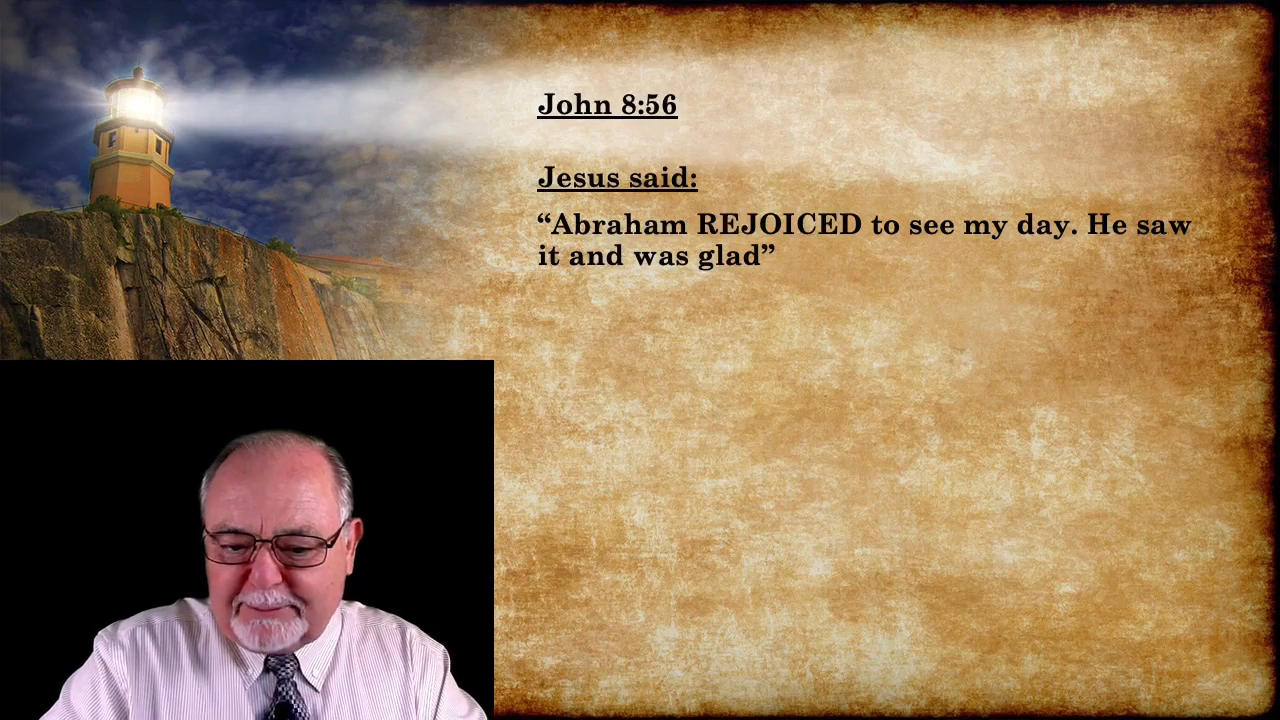 John 8:56
Jesus said:
“Abraham REJOICED to see my day. He saw
it and was glad”